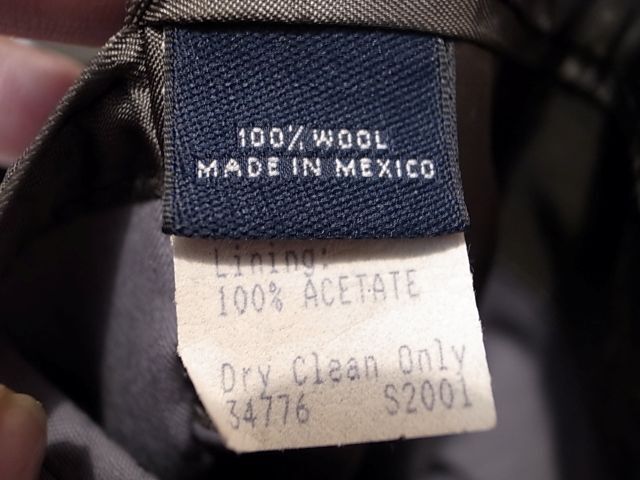 100% WOOL
MADE IN MEXICO
Lining:
100% ACETATE
Dry Clean Only
34776 S2001